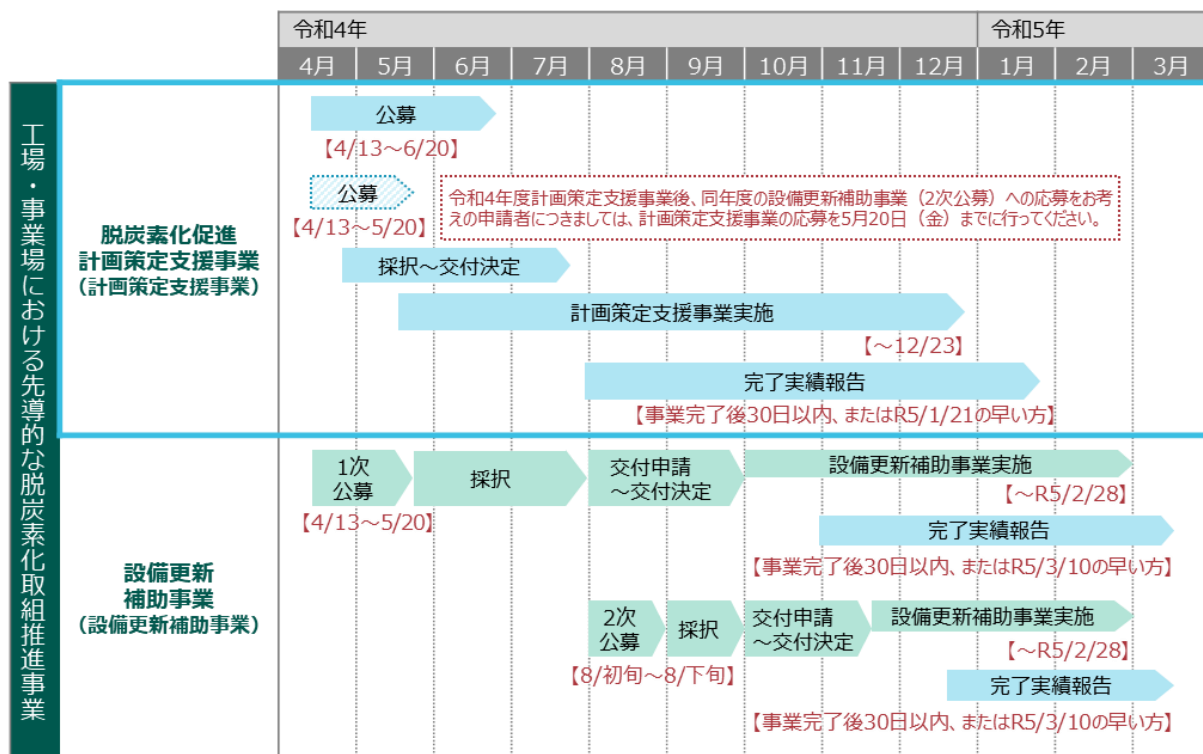 令和4年
令和5年
4月 5月 6月 7月 8月 9月 10月 11月 12月 1月 2月 3月
工場・事業場における先導的な脱炭素化取組推進事業
脱炭素化促進
計画策定支援事業
（計画策定支援事業）
公募
【4/13～6/20】
公募
【4/13～5/20】
令和4年度計画策定支援事業後、同年度の設備更新補助事業（2次公募）への応募をお考
えの申請者につきましては、計画策定支援事業の応募を5月20日（金）までに行ってください。
採択～交付決定
計画策定支援事業実施
【～12/23】
完了実績報告
【事業完了後30日以内、またはR5/1/21の早い方】
設備更新
補助事業
（設備更新補助事業）
1次
公募
【4/13～5/20】
採択
交付申請
～交付決定
設備更新補助事業実施
【～R5/2/28】
完了実績報告
【事業完了後30日以内、またはR5/3/10の早い方】
2次
公募
【8/初旬～8/下旬】
採択
交付申請
～交付決定
設備更新補助事業実施
【～R5/2/28】
完了実績報告
【事業完了後30日以内、またはR5/3/10の早い方】